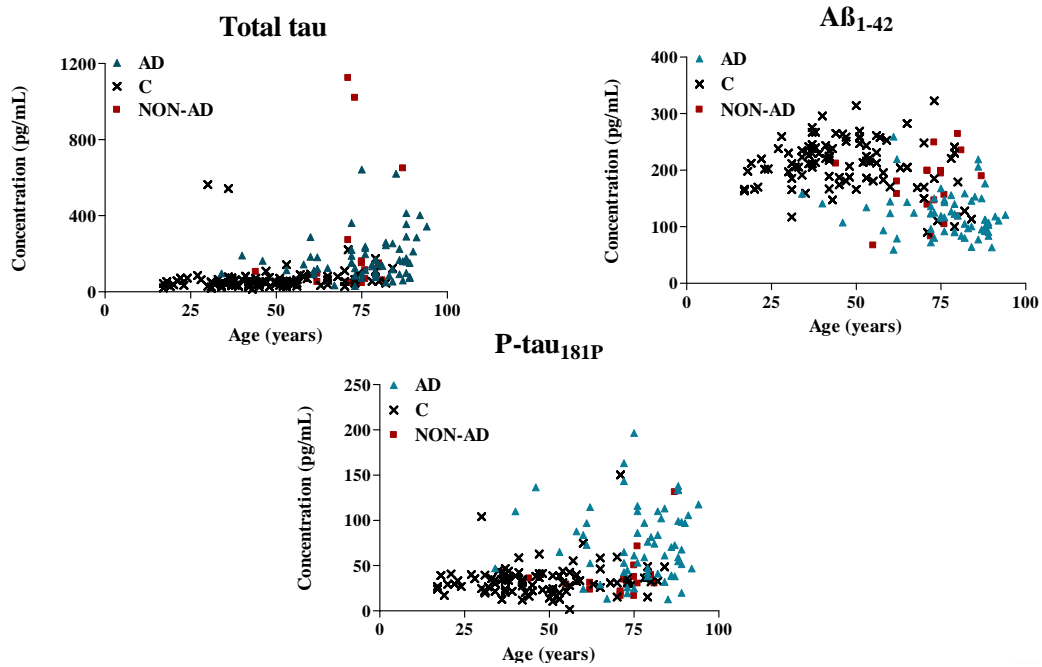 Total tau
AD
C
NON-AD
1200
800
400
0
Concentration (pg/mL)
0
25
50
75
100
Age (years)
Aß1-42
AD
C
NON-AD
400
300
200
100
0
Concentration (pg/mL)
0
25
50
75
100
Age (years)
P-tau181P
AD
C
NON-AD
250
200
150
100
50
0
Concentration (pg/mL)
0
25
50
75
100
Age (years)